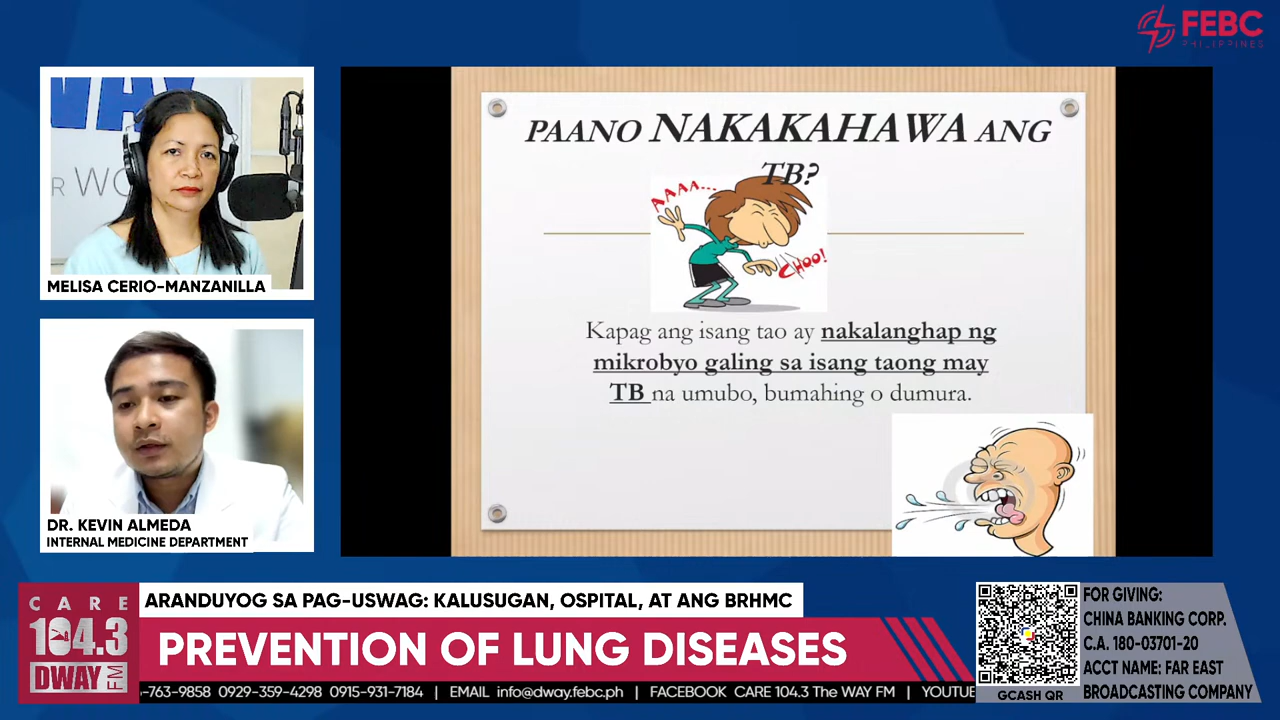 FEBC
PHILIPPINES
WAY
R WO
MELISA CERIO-MANZANILLA
DR. KEVIN ALMEDA
INTERNAL MEDICINE DEPARTMENT
PAANO NAKAKAHAWA ANG
TB?
AAAA...
CHOO!
Kapag ang isang tao ay nakalanghap ng
mikrobyo galing sa isang taong may
TB na umubo, bumahing o dumura.
CARE
104.3
DWAY
FM
ARANDUYOG SA PAG-USWAG: KALUSUGAN, OSPITAL, AT ANG BRHMC
PREVENTION OF LUNG DISEASES
-763-9858 0929-359-4298 0915-931-7184 | EMAIL info@dway.febc.ph | FACEBOOK CARE 104.3 The WAY FM | YOUTUE
GCASH QR
FOR GIVING:
CHINA BANKING CORP.
C.A. 180-03701-20
ACCT NAME: FAR EAST
BROADCASTING COMPANY